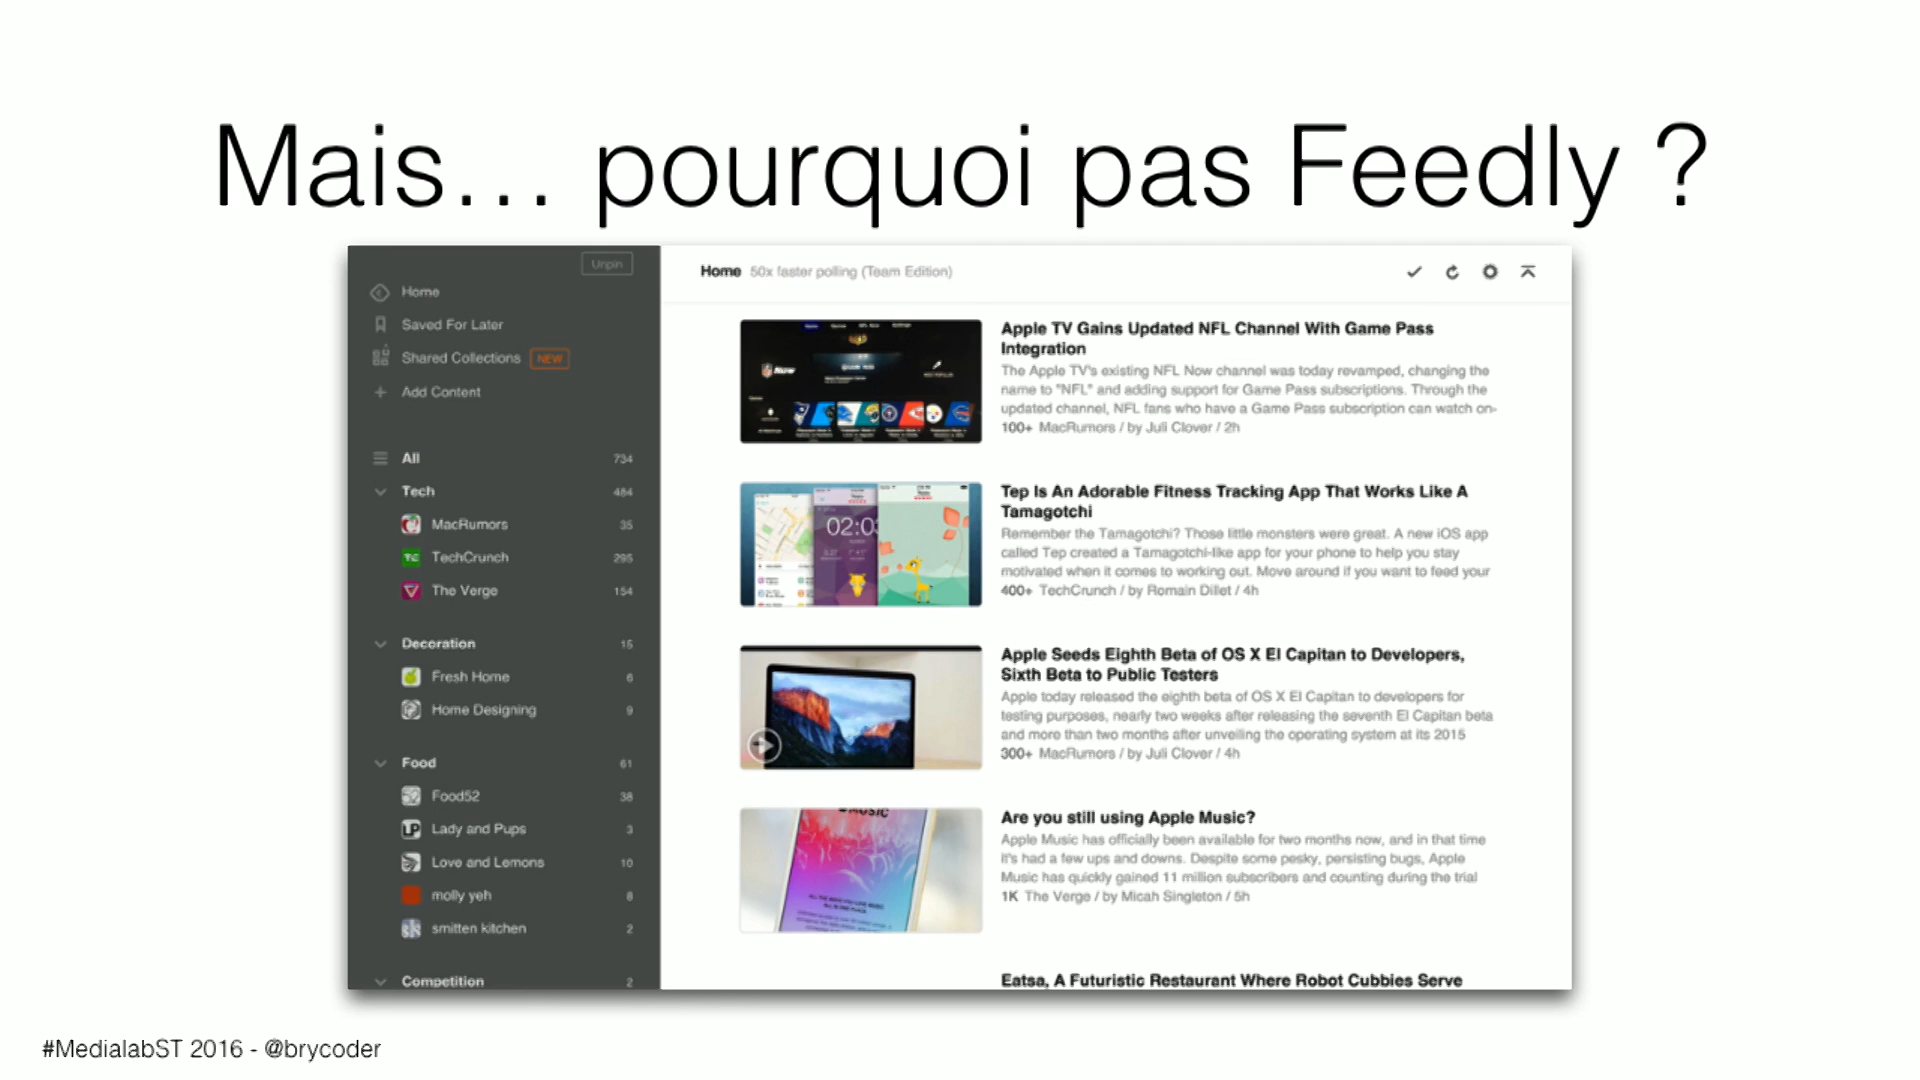 Mais… pourquoi pas Feedly ?
Unpin
Home
Saved For Later
Shared Collections NEW
Add Content
All 734
Tech 484
MacRumors 35
TechCrunch 295
The Verge 154
Decoration 15
Fresh Home 6
Home Designing 9
Food 61
Food52 38
Lady and Pups 3
Love and Lemons 10
molly yeh 8
smitten kitchen 2
Competition 2
Home 50x faster polling (Team Edition)
Apple TV Gains Updated NFL Channel With Game Pass
Integration
The Apple TV's existing NFL Now channel was today revamped, changing the
name to "NFL" and adding support for Game Pass subscriptions. Through the
updated channel, NFL fans who have a Game Pass subscription can watch on-
100+ MacRumors / by Juli Clover / 2h
02:0
Tep Is An Adorable Fitness Tracking App That Works Like A
Tamagotchi
Remember the Tamagotchi? Those little monsters were great. A new iOS app
called Tep created a Tamagotchi-like app for your phone to help you stay
motivated when it comes to working out. Move around if you want to feed your
400+ TechCrunch / by Romain Dillet / 4h
Apple Seeds Eighth Beta of OS X El Capitan to Developers,
Sixth Beta to Public Testers
Apple today released the eighth beta of OS X El Capitan to developers for
testing purposes, nearly two weeks after releasing the seventh El Capitan beta
and more than two months after unveiling the operating system at its 2015
300+ MacRumors / by Juli Clover / 4h
MUSIC
Are you still using Apple Music?
Apple Music has officially been available for two months now, and in that time
it's had a few ups and downs. Despite some pesky, persisting bugs, Apple
Music has quickly gained 11 million subscribers and counting during the trial
1K The Verge / by Micah Singleton / 5h
Eatsa, A Futuristic Restaurant Where Robot Cubbies Serve
#MedialabST 2016 - @brycoder